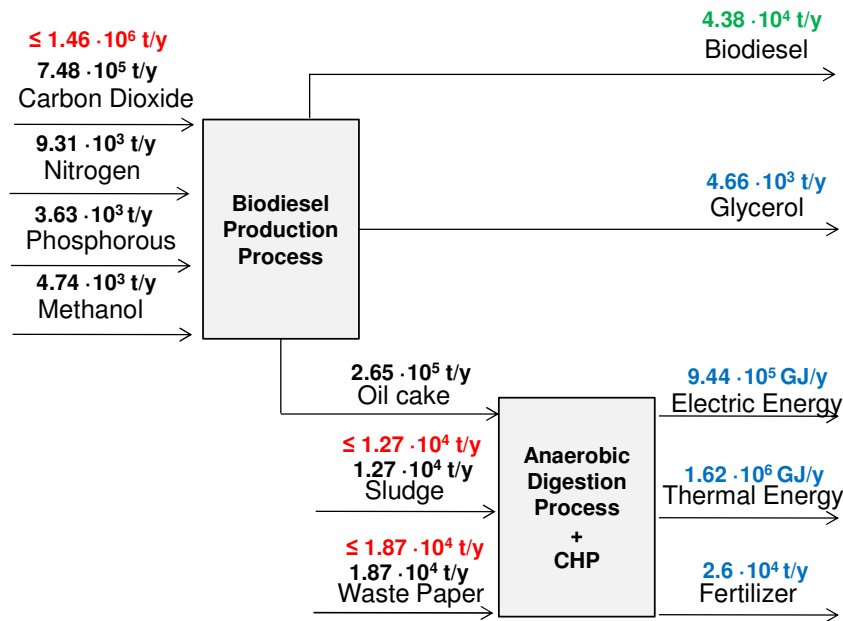 ≤ 1.46 ·10⁶ t/y
7.48 ·10⁵ t/y
Carbon Dioxide
9.31 ·10³ t/y
Nitrogen
3.63 ·10³ t/y
Phosphorous
4.74 ·10³ t/y
Methanol
Biodiesel
Production
Process
4.38 ·10⁴ t/y
Biodiesel
4.66 ·10³ t/y
Glycerol
2.65 ·10⁵ t/y
Oil cake
≤ 1.27 ·10⁴ t/y
1.27 ·10⁴ t/y
Sludge
≤ 1.87 ·10⁴ t/y
1.87 ·10⁴ t/y
Waste Paper
Anaerobic
Digestion
Process
+
CHP
9.44 ·10⁵ GJ/y
Electric Energy
1.62 ·10⁶ GJ/y
Thermal Energy
2.6 ·10⁴ t/y
Fertilizer